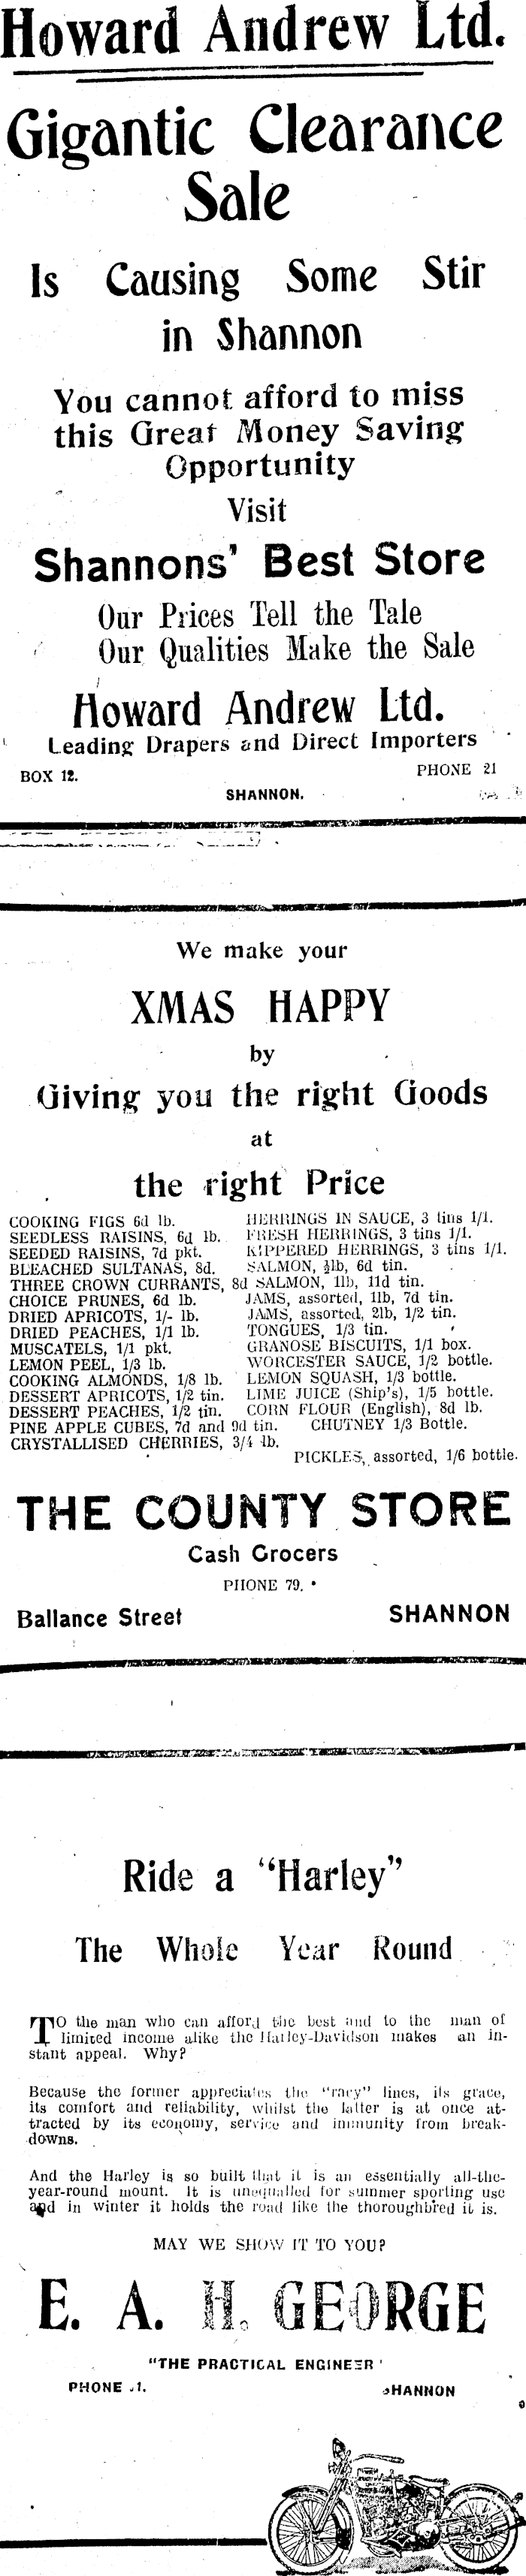 Howard Andrew Ltd.
Gigantic Clearance
Sale
Is Causing Some Stir
in Shannon
You cannot afford to miss
this Great Money Saving
Opportunity
Visit
Shannons' Best Store
Our Prices Tell the Tale
Our Qualities Make the Sale
Howard Andrew Ltd.
Leading Drapers and Direct Importers
BOX 12. PHONE 21
SHANNON.
We make your
XMAS HAPPY
by
Giving you the right Goods
at
the right Price
COOKING FIGS 6d lb.
SEEDLESS RAISINS, 6d lb.
SEEDED RAISINS, 7d pkt.
BLEACHED SULTANAS, 8d.
THREE CROWN CURRANTS, 8d
CHOICE PRUNES, 6d lb.
DRIED APRICOTS, 1/- lb.
DRIED PEACHES, 1/1 lb.
MUSCATELS, 1/1 pkt.
LEMON PEEL, 1/3 lb.
COOKING ALMONDS, 1/8 lb.
DESSERT APRICOTS, 1/2 tin.
DESSERT PEACHES, 1/2 tin.
PINE APPLE CUBES, 7d and 9d tin.
CRYSTALLISED CHERRIES, 3/4 lb.
HERRINGS IN SAUCE, 3 tins 1/1.
FRESH HERRINGS, 3 tins 1/1.
KIPPERED HERRINGS, 3 tins 1/1.
SALMON, ½lb, 6d tin.
SALMON, 1lb, 11d tin.
JAMS, assorted, 1lb, 7d tin.
JAMS, assorted, 2lb, 1/2 tin.
TONGUES, 1/3 tin.
GRANOSE BISCUITS, 1/1 box.
WORCESTER SAUCE, 1/2 bottle.
LEMON SQUASH, 1/3 bottle.
LIME JUICE (Ship's), 1/5 bottle.
CORN FLOUR (English), 8d lb.
CHUTNEY 1/3 Bottle.
PICKLES, assorted, 1/6 bottle.
THE COUNTY STORE
Cash Grocers
PHONE 79.
Ballance Street SHANNON
Ride a "Harley"
The Whole Year Round
TO the man who can afford the best and to the man of
limited income alike the Harley-Davidson makes an in-
stant appeal. Why?
Because the former appreciates the "racy" lines, its grace,
its comfort and reliability, whilst the latter is at once at-
tracted by its economy, service and immunity from break-
downs.
And the Harley is so built that it is an essentially all-the-
year-round mount. It is unequalled for summer sporting use
and in winter it holds the road like the thoroughbred it is.
MAY WE SHOW IT TO YOU?
E. A. H. GEORGE
"THE PRACTICAL ENGINEER'
PHONE 1. SHANNON